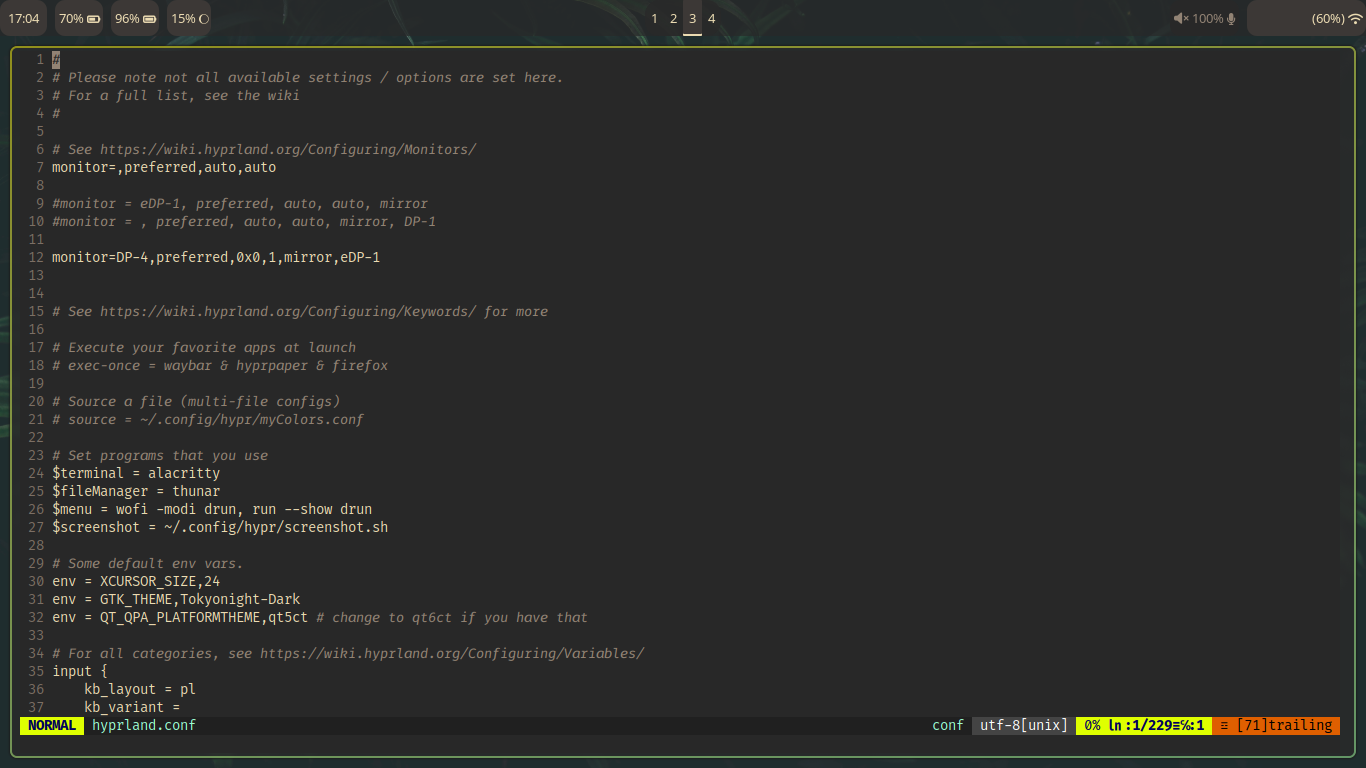 17:04 70% 96% 15% 1 2 3 4 100% (60%)
1 #
2 # Please note not all available settings / options are set here.
3 # For a full list, see the wiki
4 #
5
6 # See https://wiki.hyprland.org/Configuring/Monitors/
7 monitor=,preferred,auto,auto
8
9 #monitor = eDP-1, preferred, auto, auto, mirror
10 #monitor = , preferred, auto, auto, mirror, DP-1
11
12 monitor=DP-4,preferred,0x0,1,mirror,eDP-1
13
14
15 # See https://wiki.hyprland.org/Configuring/Keywords/ for more
16
17 # Execute your favorite apps at launch
18 # exec-once = waybar & hyprpaper & firefox
19
20 # Source a file (multi-file configs)
21 # source = ~/.config/hypr/myColors.conf
22
23 # Set programs that you use
24 $terminal = alacritty
25 $fileManager = thunar
26 $menu = wofi -modi drun, run --show drun
27 $screenshot = ~/.config/hypr/screenshot.sh
28
29 # Some default env vars.
30 env = XCURSOR_SIZE,24
31 env = GTK_THEME,Tokyonight-Dark
32 env = QT_QPA_PLATFORMTHEME,qt5ct # change to qt6ct if you have that
33
34 # For all categories, see https://wiki.hyprland.org/Configuring/Variables/
35 input {
36 kb_layout = pl
37 kb_variant =
NORMAL hyprland.conf conf utf-8[unix] 0% ln:1/229≡℅:1 ≡ [71]trailing